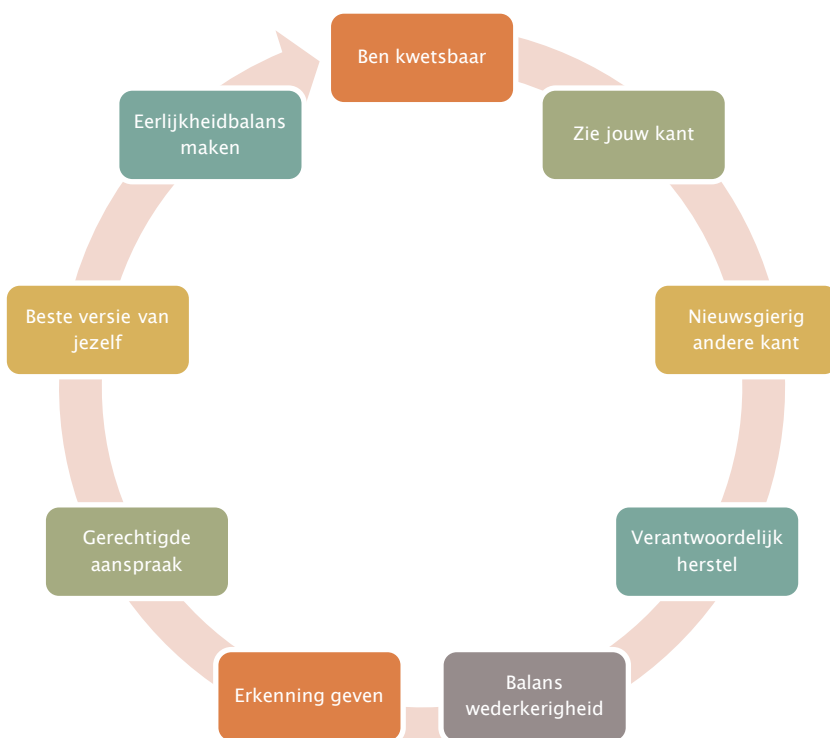 Ben kwetsbaar
Zie jouw kant
Nieuwsgierig
andere kant
Verantwoordelijk
herstel
Balans
wederkerigheid
Erkenning geven
Gerechtigde
aanspraak
Beste versie van
jezelf
Eerlijkheidbalans
maken